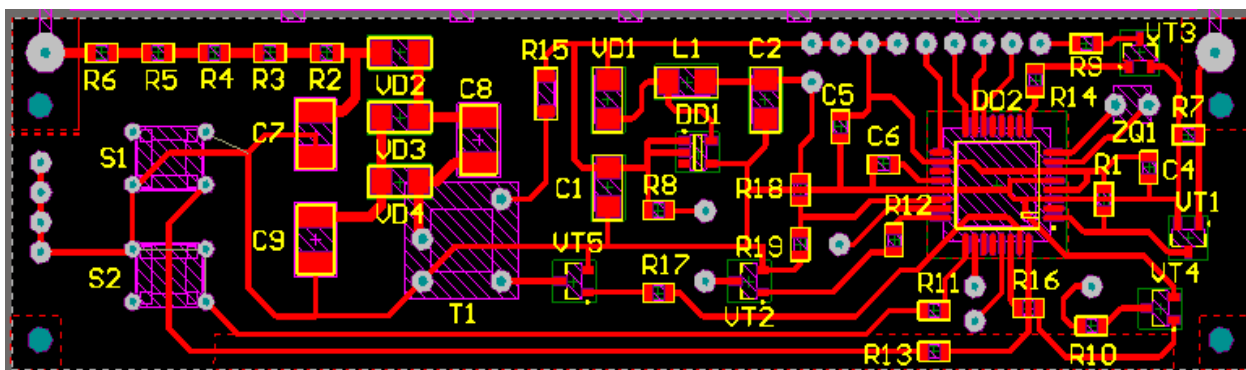 R6 R5 R4 R3 R2
VD2
C7
C8
S1
VD3
C9
VD4
S2
T1
R15
VD1
L1
C2
DD1
C1
R8
VT5
R17
VT2
C5
C6
R18
R12
R19
DD2
R14
R9
VT3
ZQ1
R7
R1
C4
VT1
VT4
R11
R16
R13
R10